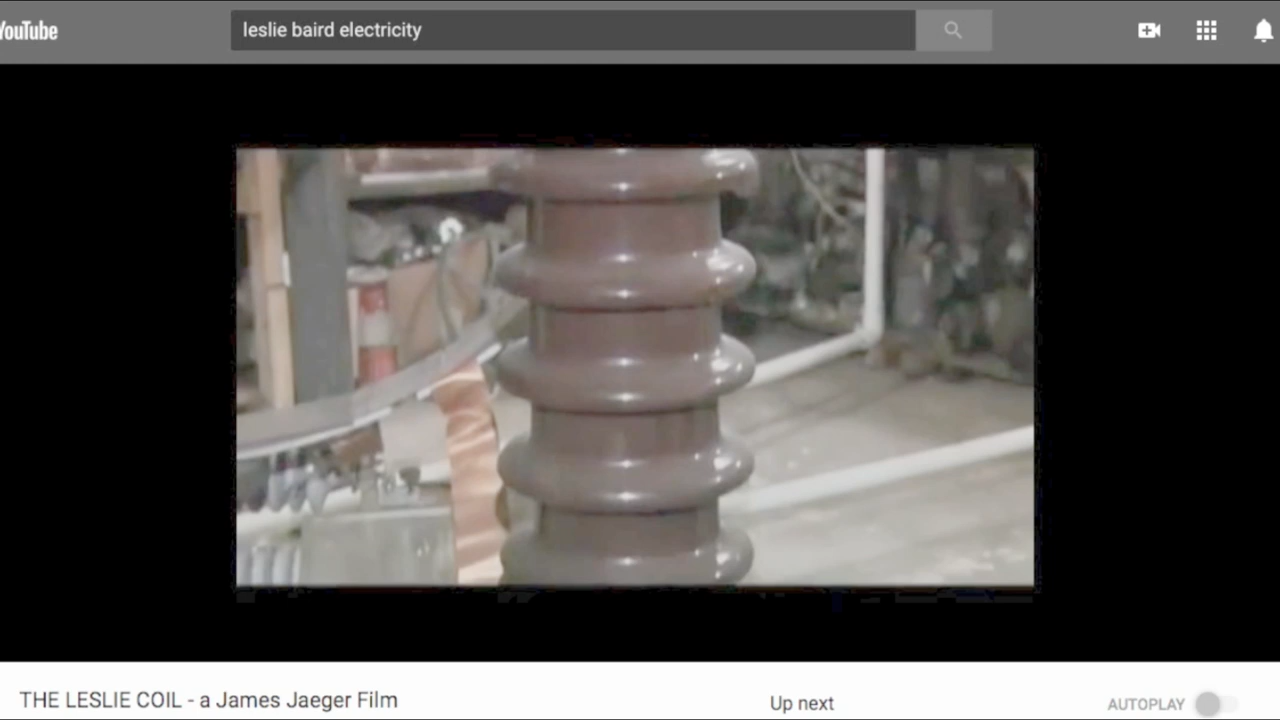 YouTube
leslie baird electricity
THE LESLIE COIL - a James Jaeger Film
Up next
AUTOPLAY